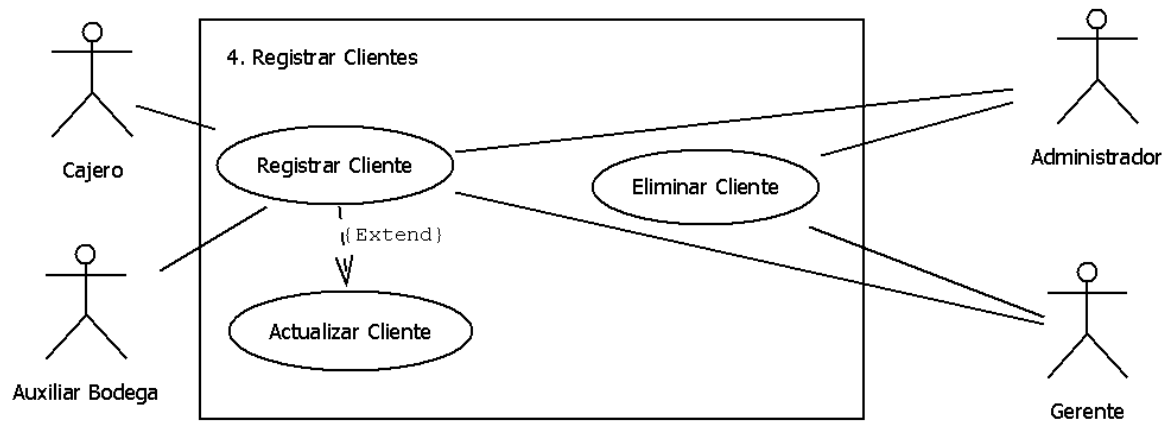 4. Registrar Clientes
Cajero
Registrar Cliente
Eliminar Cliente
Administrador
{Extend}
Actualizar Cliente
Auxiliar Bodega
Gerente